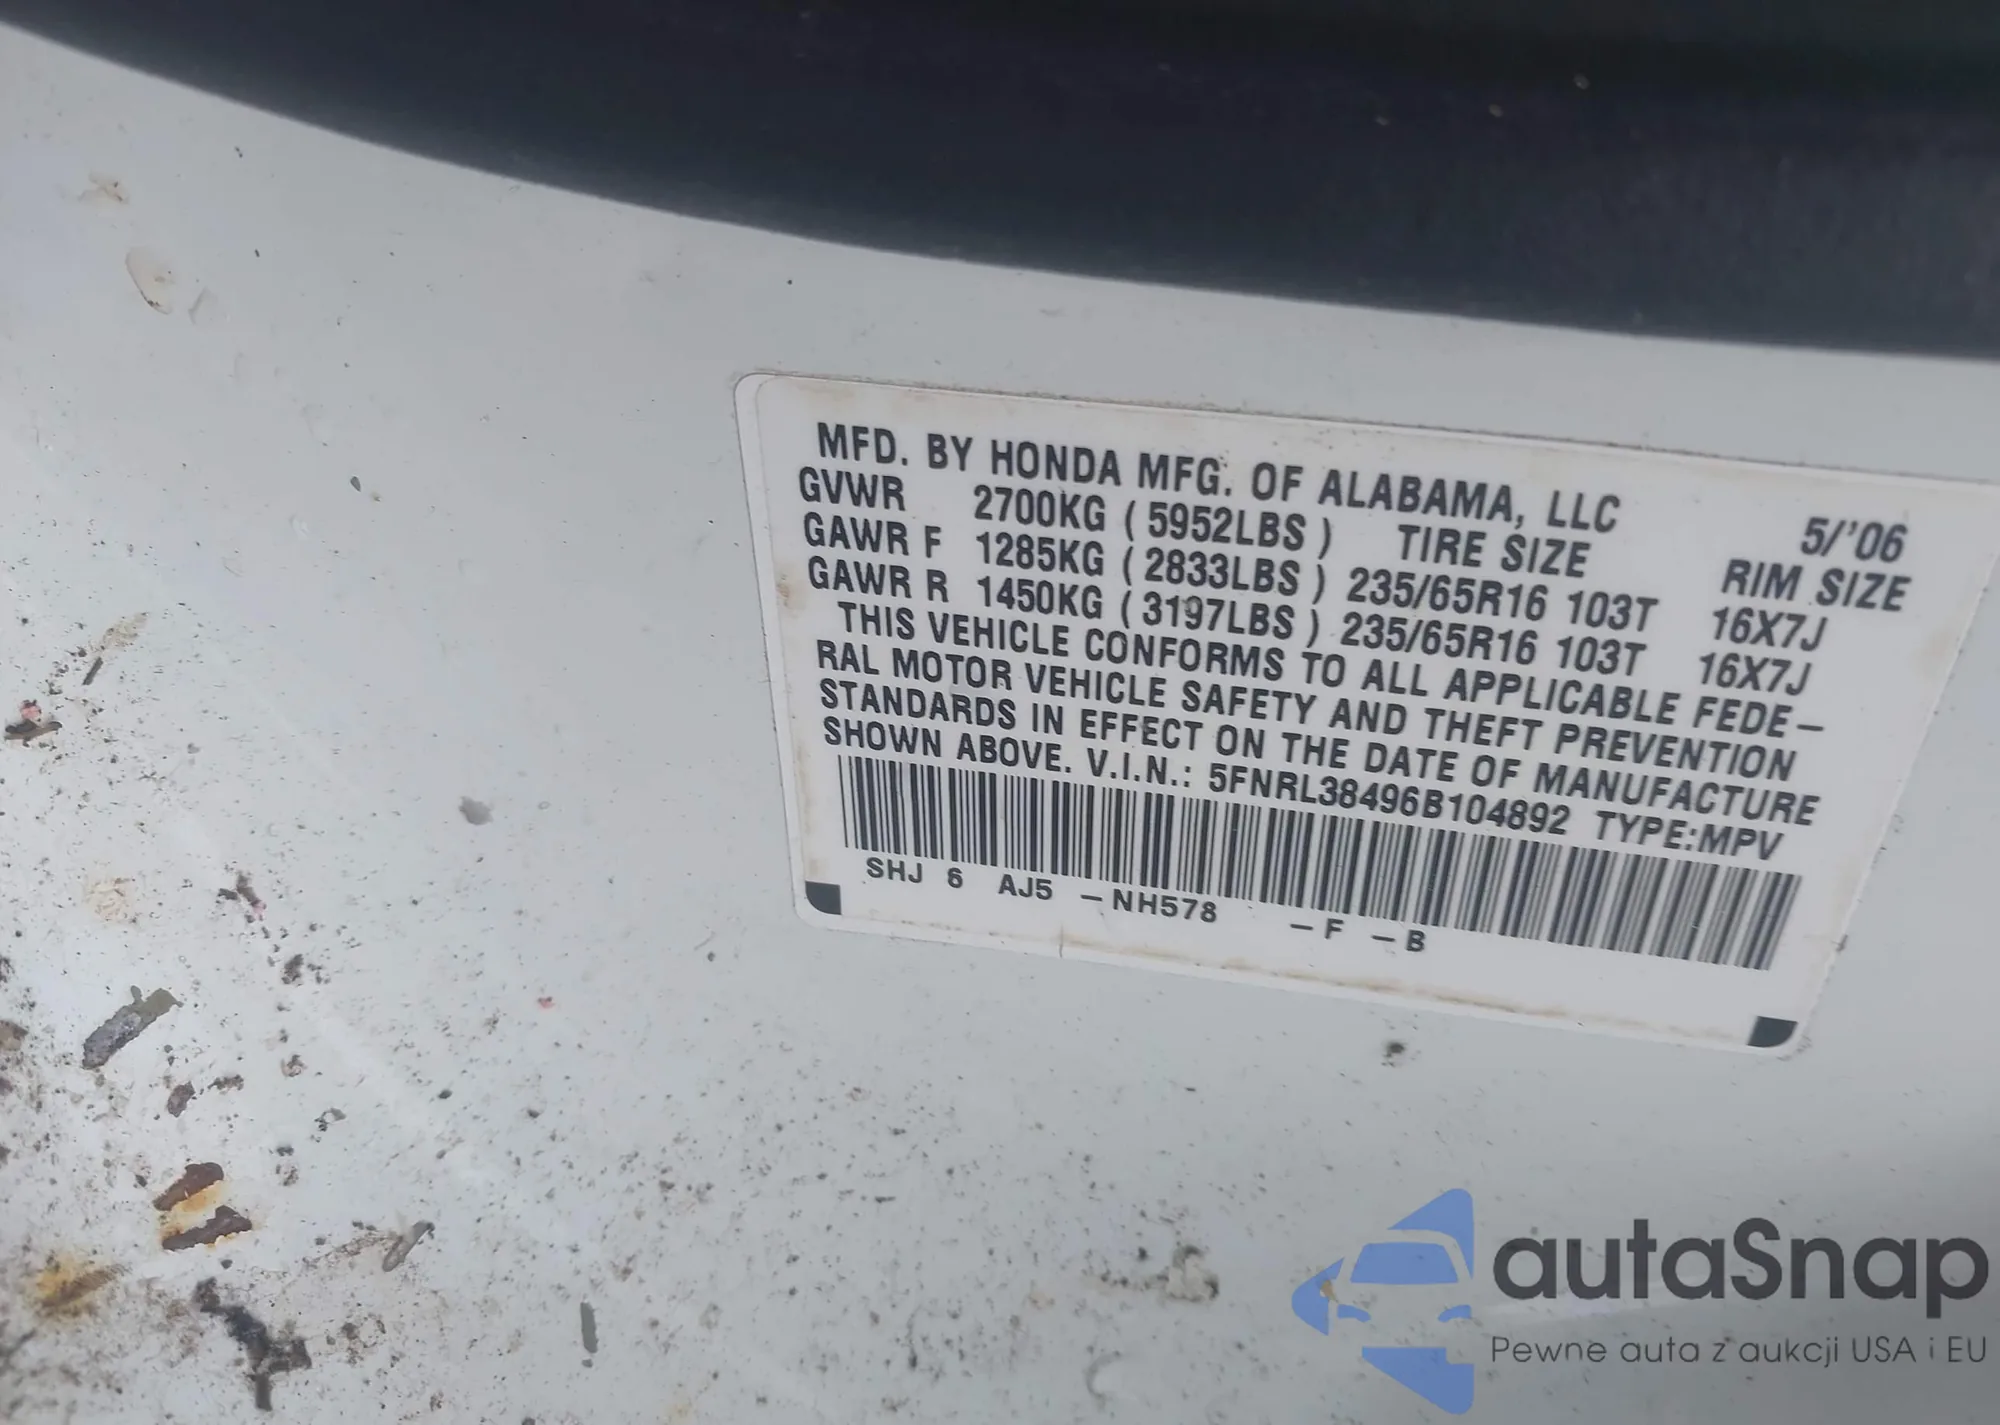 MFD. BY HONDA MFG. OF ALABAMA, LLC 5/'06
GVWR 2700KG ( 5952LBS ) TIRE SIZE RIM SIZE
GAWR F 1285KG ( 2833LBS ) 235/65R16 103T 16X7J
GAWR R 1450KG ( 3197LBS ) 235/65R16 103T 16X7J
THIS VEHICLE CONFORMS TO ALL APPLICABLE FEDE–
RAL MOTOR VEHICLE SAFETY AND THEFT PREVENTION
STANDARDS IN EFFECT ON THE DATE OF MANUFACTURE
SHOWN ABOVE. V.I.N.: 5FNRL38496B104892 TYPE:MPV
SHJ 6 AJ5 –NH578 –F –B
autaSnap
Pewne auta z aukcji USA i EU